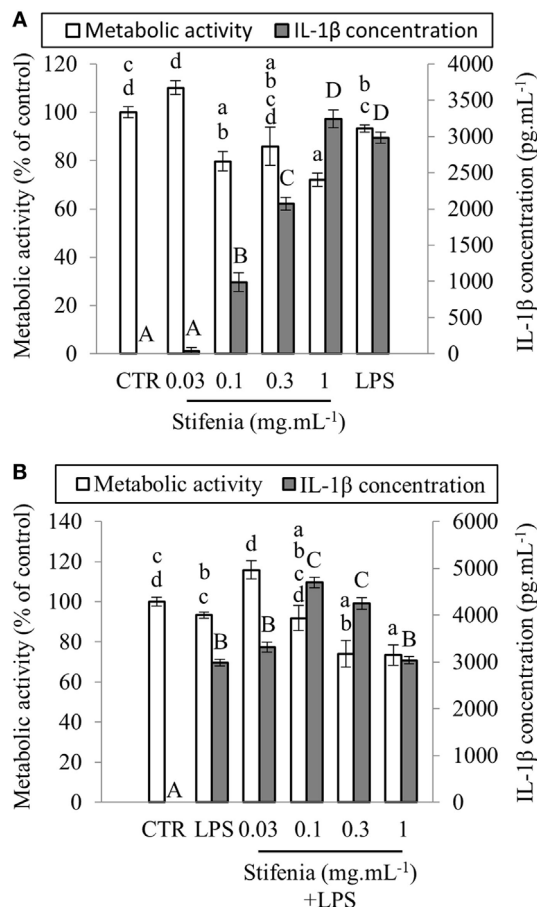 A
Metabolic activity
IL-1β concentration
Metabolic activity (% of control)
120
100
80
60
40
20
0
IL-1β concentration (pg.mL-1)
4000
3500
3000
2500
2000
1500
1000
500
0
c
d
A
d
A
a
b
B
a
b
c
d
C
a
D
b
c
D
CTR 0.03 0.1 0.3 1 LPS
Stifenia (mg.mL-1)
B
Metabolic activity
IL-1β concentration
Metabolic activity (% of control)
140
120
100
80
60
40
20
0
IL-1β concentration (pg.mL-1)
6000
5000
4000
3000
2000
1000
0
c
d
A
b
c
B
d
B
a
b
c
d
C
a
b
C
a
B
CTR LPS 0.03 0.1 0.3 1
Stifenia (mg.mL-1)
+LPS